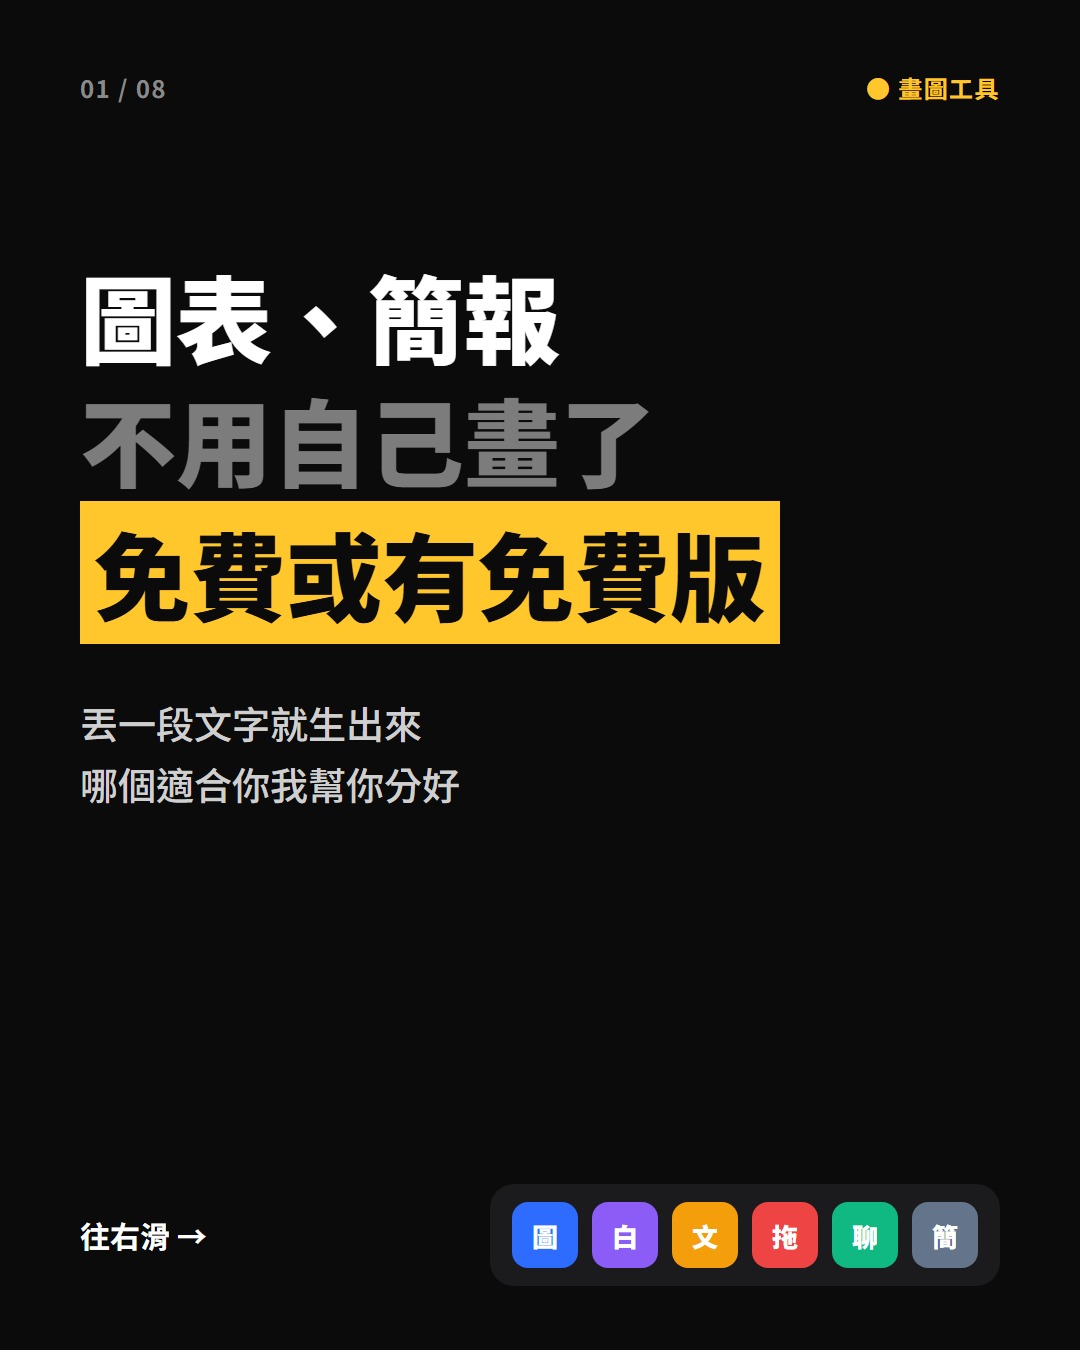 01 / 08
畫圖工具
圖表、簡報
不用自己畫了
免費或有免費版
丟一段文字就生出來
哪個適合你我幫你分好
往右滑 →
圖 白 文 拖 聊 簡